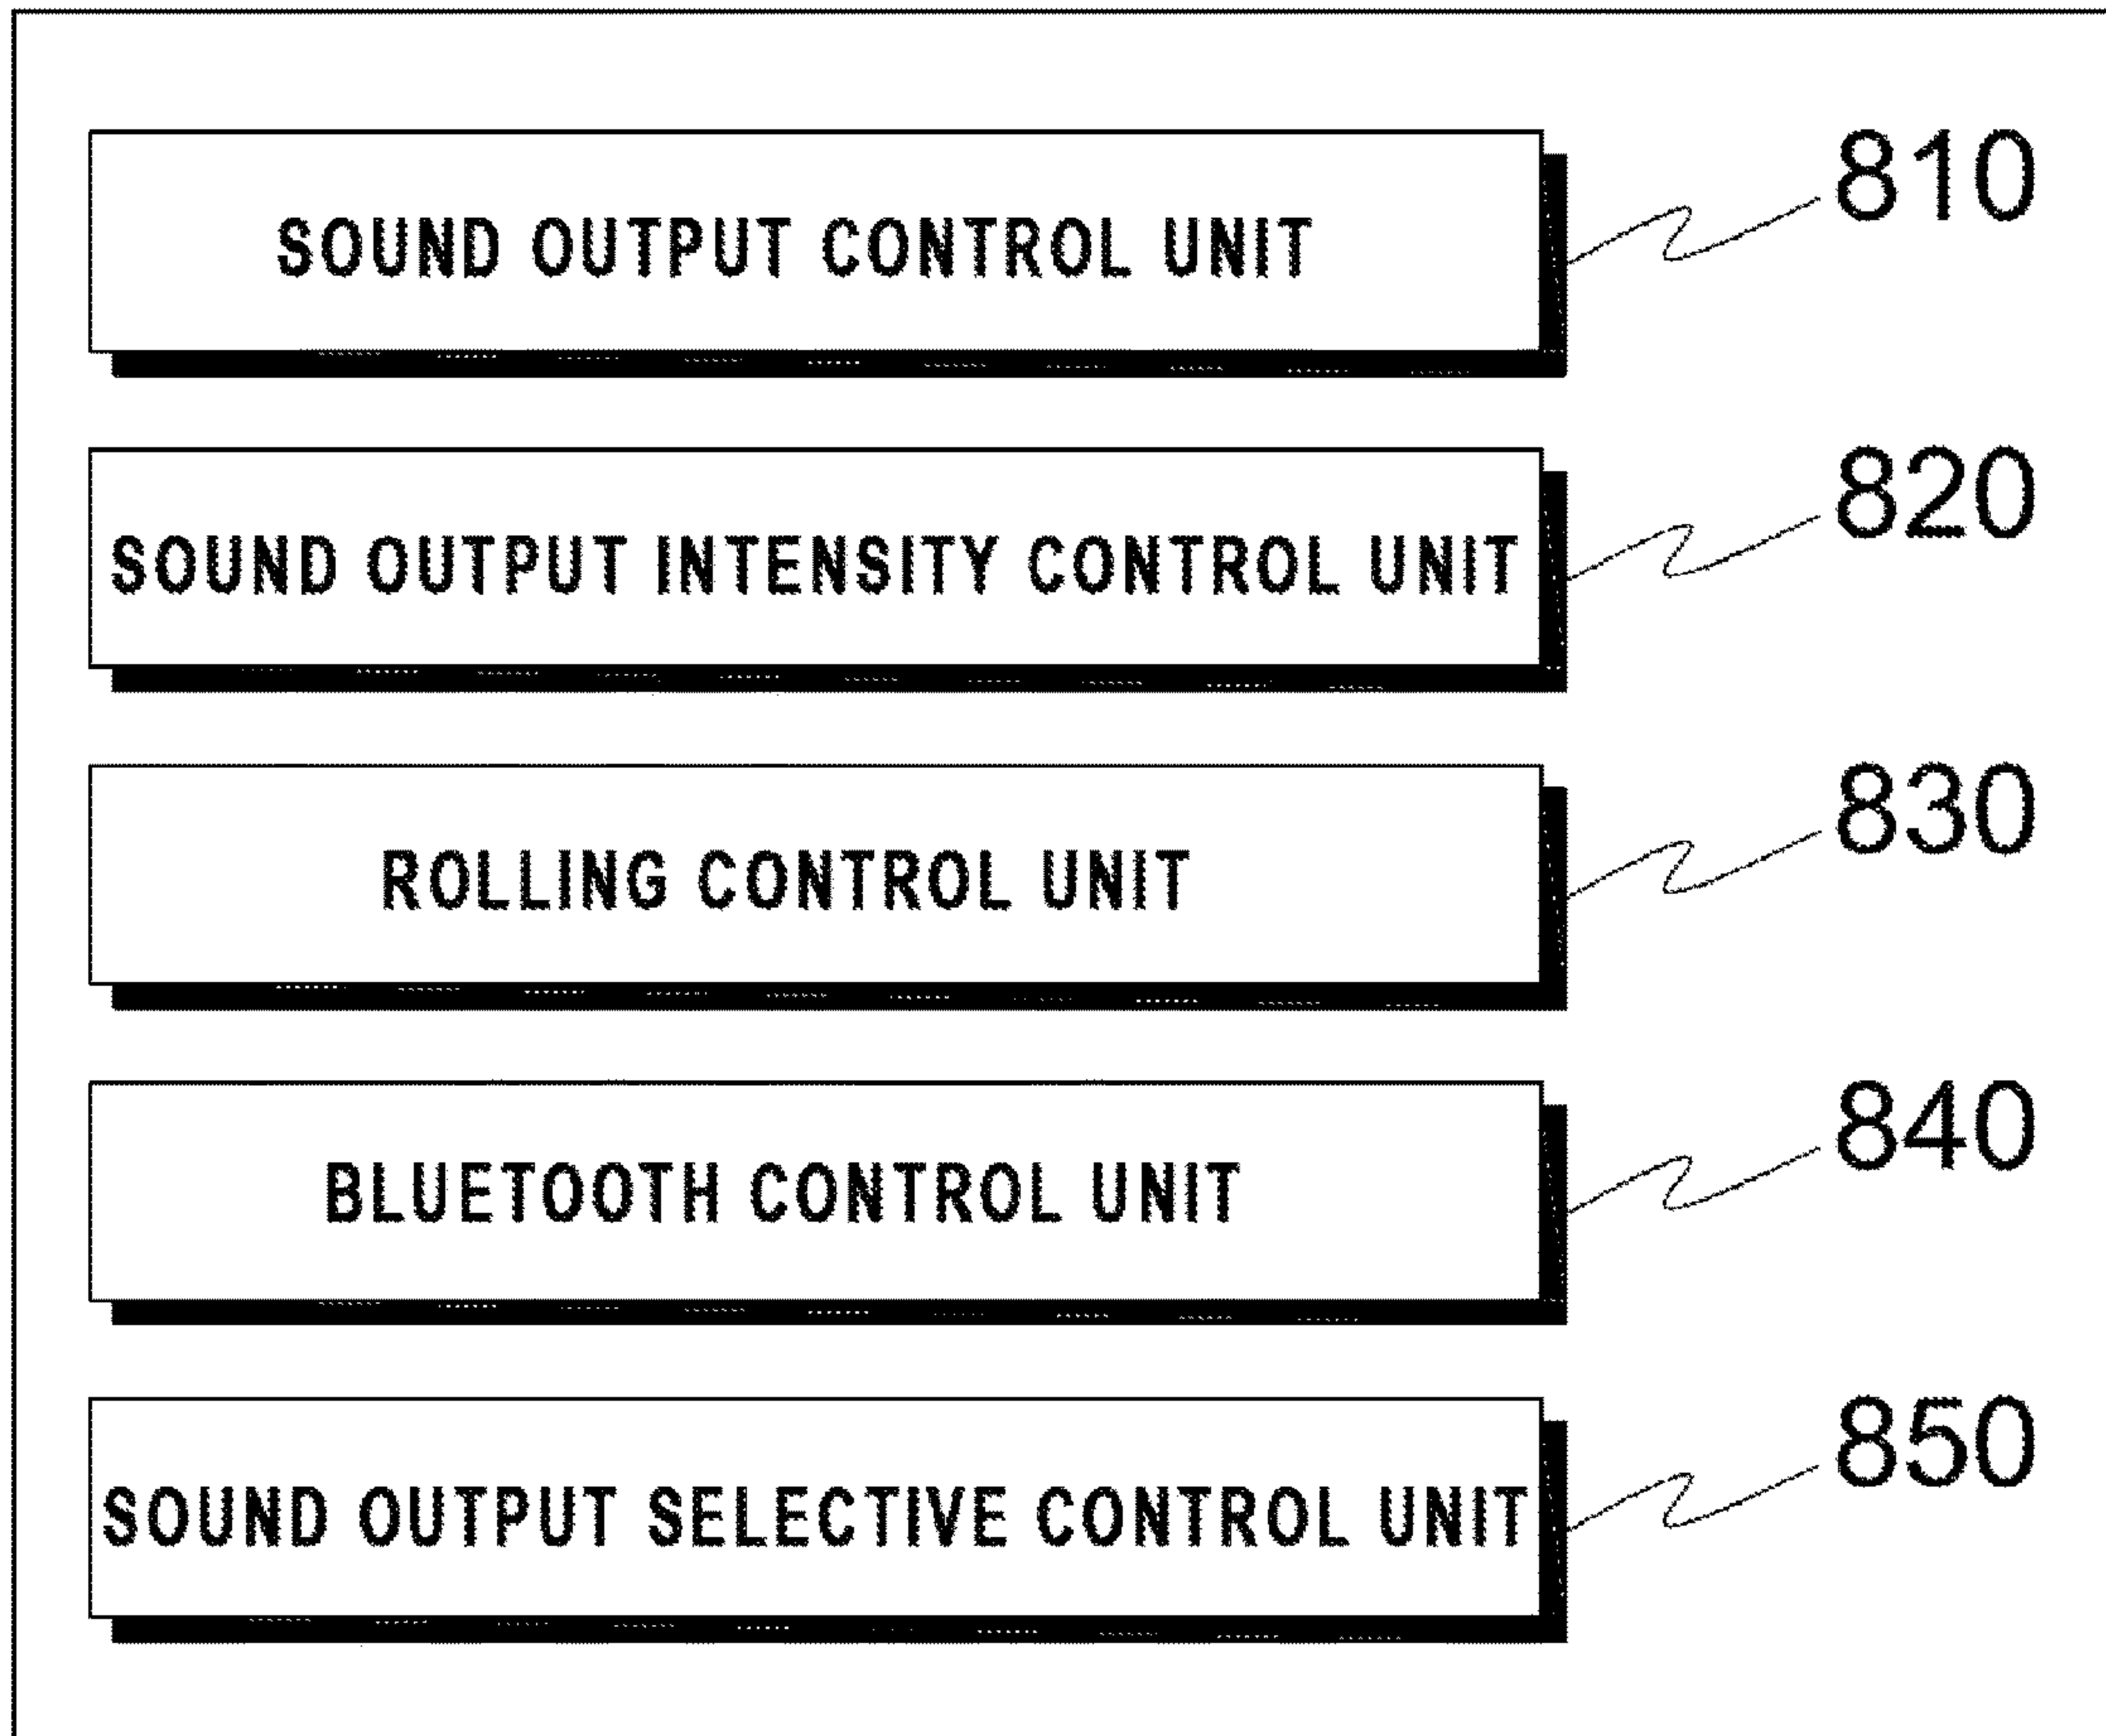 SOUND OUTPUT CONTROL UNIT 810
SOUND OUTPUT INTENSITY CONTROL UNIT 820
ROLLING CONTROL UNIT 830
BLUETOOTH CONTROL UNIT 840
SOUND OUTPUT SELECTIVE CONTROL UNIT 850